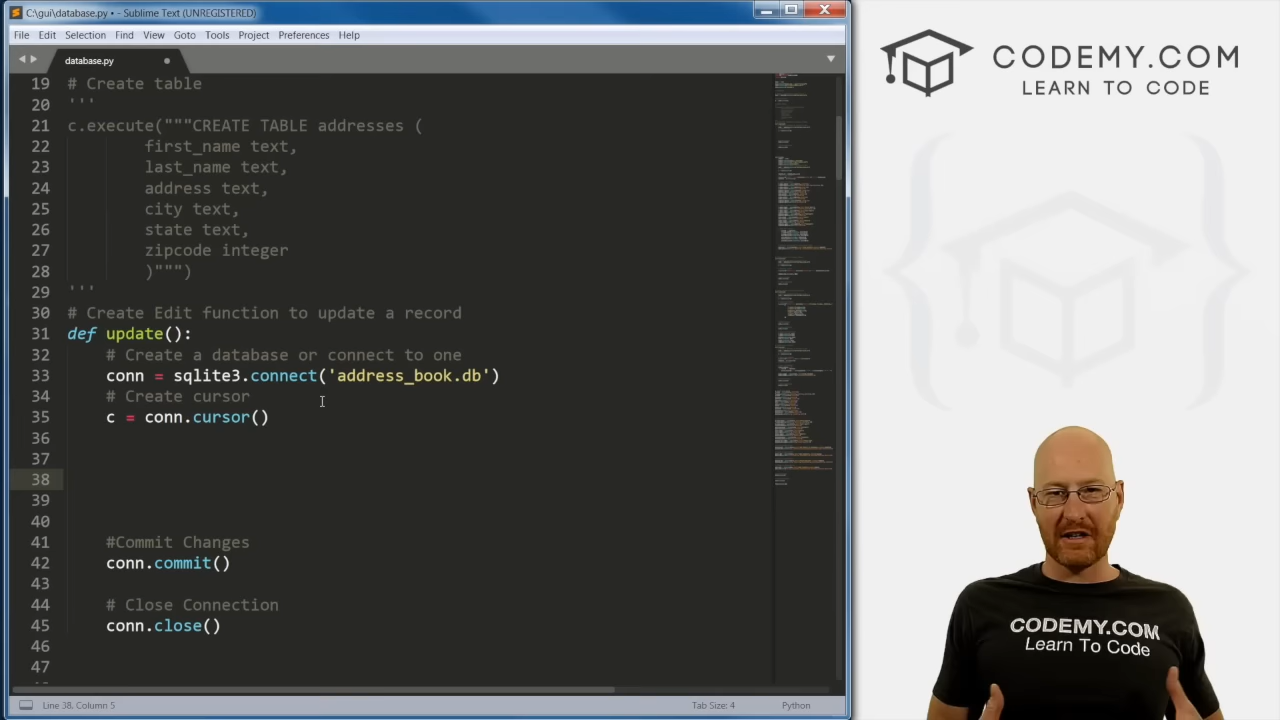 C:\gui\database.py • - Sublime Text (UNREGISTERED)
File Edit Selection Find View Goto Tools Project Preferences Help
database.py
19 # Create table
20 '''
21 c.execute("""CREATE TABLE addresses (
22 first_name text,
23 last_name text,
24 address text,
25 city text,
26 state text,
27 zipcode integer
28 )""")
29
30 # Create Edit function to update a record
31 def update():
32 # Create a database or connect to one
33 conn = sqlite3.connect('address_book.db')
34 # Create cursor
35 c = conn.cursor()
36
37
38
39
40
41 #Commit Changes
42 conn.commit()
43
44 # Close Connection
45 conn.close()
46
47
Line 38, Column 5
Tab Size: 4
Python
CODEMY.COM
LEARN TO CODE
CODEMY.COM
Learn To Code